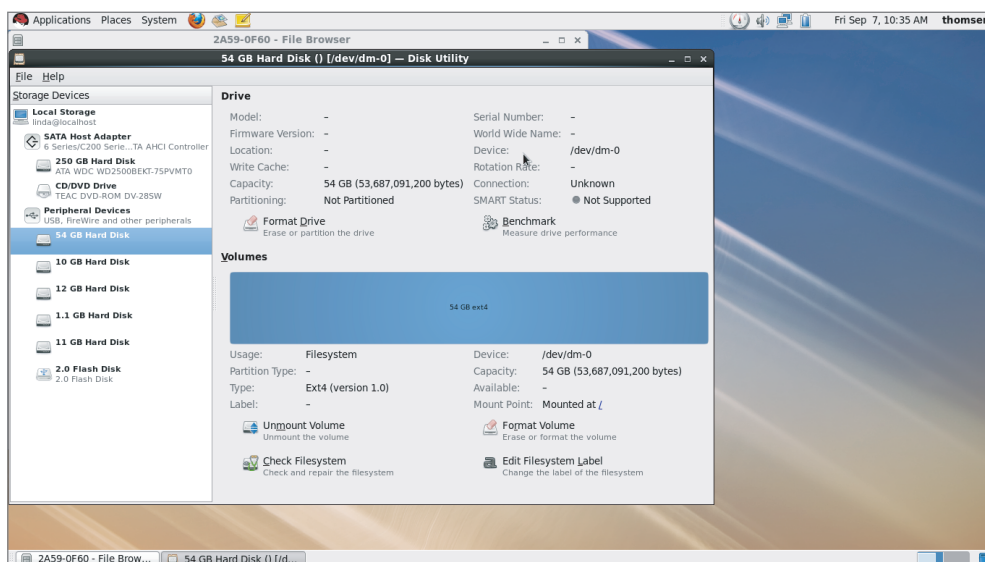 Applications Places System
Fri Sep 7, 10:35 AM thomser
2A59-0F60 - File Browser
54 GB Hard Disk () [/dev/dm-0] — Disk Utility
File Help
Storage Devices
Local Storage
linda@localhost
SATA Host Adapter
6 Series/C200 Serie...TA AHCI Controller
250 GB Hard Disk
ATA WDC WD2500BEKT-75PVMT0
CD/DVD Drive
TEAC DVD-ROM DV-28SW
Peripheral Devices
USB, FireWire and other peripherals
54 GB Hard Disk
10 GB Hard Disk
12 GB Hard Disk
1.1 GB Hard Disk
11 GB Hard Disk
2.0 Flash Disk
2.0 Flash Disk
Drive
Model: – Serial Number: –
Firmware Version: – World Wide Name: –
Location: – Device: /dev/dm-0
Write Cache: – Rotation Rate: –
Capacity: 54 GB (53,687,091,200 bytes) Connection: Unknown
Partitioning: Not Partitioned SMART Status: Not Supported
Format Drive Benchmark
Erase or partition the drive Measure drive performance
Volumes
54 GB ext4
Usage: Filesystem Device: /dev/dm-0
Partition Type: – Capacity: 54 GB (53,687,091,200 bytes)
Type: Ext4 (version 1.0) Available: –
Label: – Mount Point: Mounted at /
Unmount Volume Format Volume
Unmount the volume Erase or format the volume
Check Filesystem Edit Filesystem Label
Check and repair the filesystem Change the label of the filesystem
2A59-0F60 - File Brow... 54 GB Hard Disk () [/d...